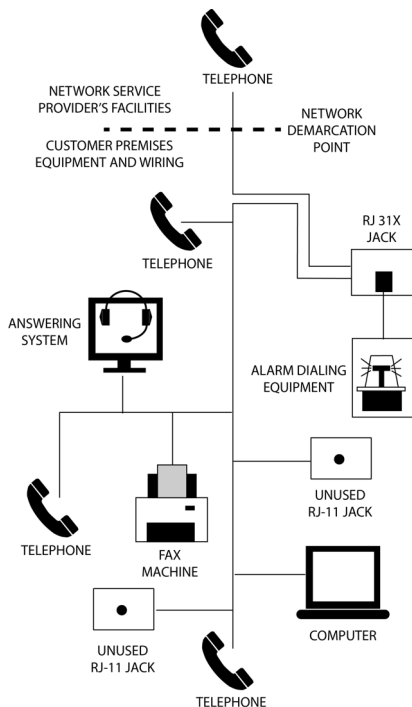 TELEPHONE
NETWORK SERVICE
PROVIDER'S FACILITIES
NETWORK
DEMARCATION
POINT
CUSTOMER PREMISES
EQUIPMENT AND WIRING
RJ 31X
JACK
TELEPHONE
ANSWERING
SYSTEM
ALARM DIALING
EQUIPMENT
UNUSED
RJ-11 JACK
TELEPHONE
FAX
MACHINE
COMPUTER
UNUSED
RJ-11 JACK
TELEPHONE